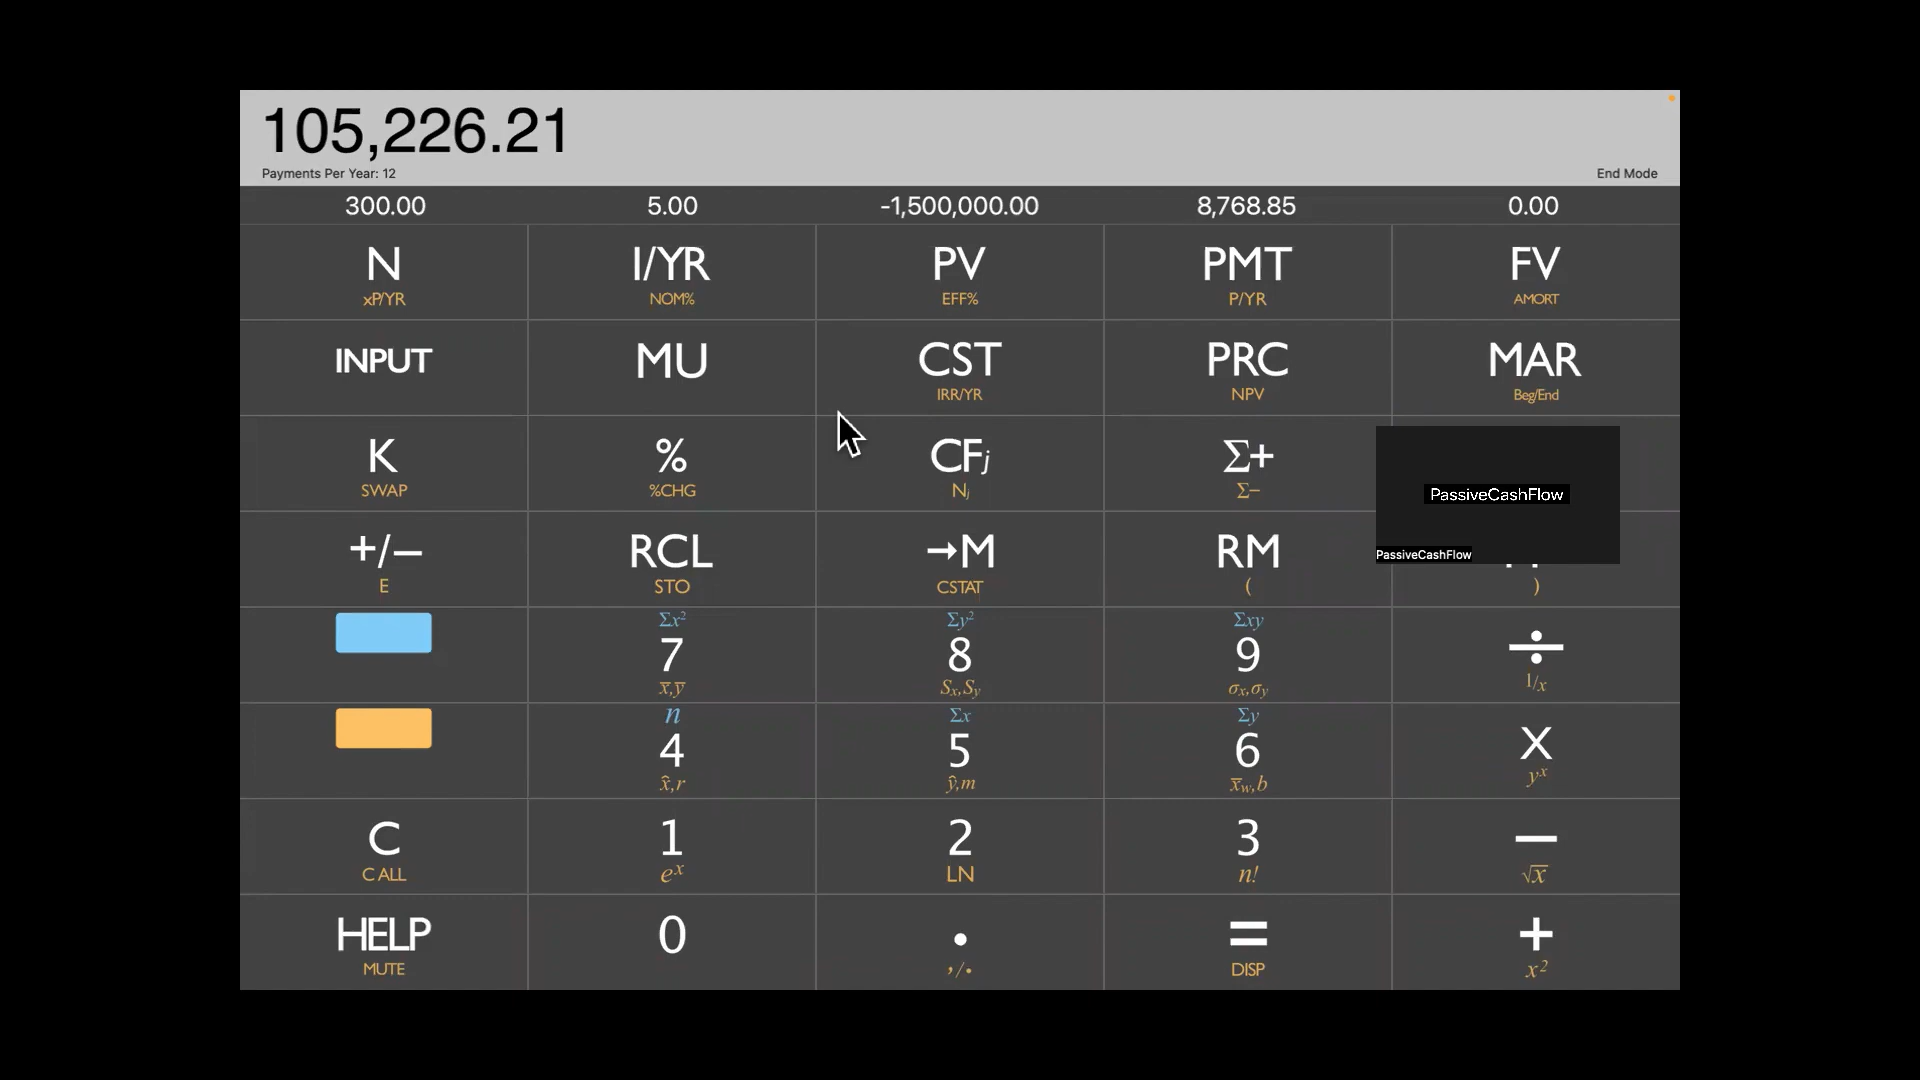 105,226.21
Payments Per Year: 12 End Mode
300.00 5.00 -1,500,000.00 8,768.85 0.00
N I/YR PV PMT FV
xP/YR NOM% EFF% P/YR AMORT
INPUT MU CST PRC MAR
IRR/YR NPV Beg/End
K % CFj Σ+
SWAP %CHG Nj Σ−
PassiveCashFlow
PassiveCashFlow
+/− RCL →M RM
E STO CSTAT ( )
Σx² Σy² Σxy
7 8 9 ÷
x̅,y̅ Sx,Sy σx,σy 1/x
n Σx Σy
4 5 6 X
x̂,r ŷ,m x̅w,b yˣ
C 1 2 3 −
C ALL eˣ LN n! √x
HELP 0 . = +
MUTE ,/. DISP x²